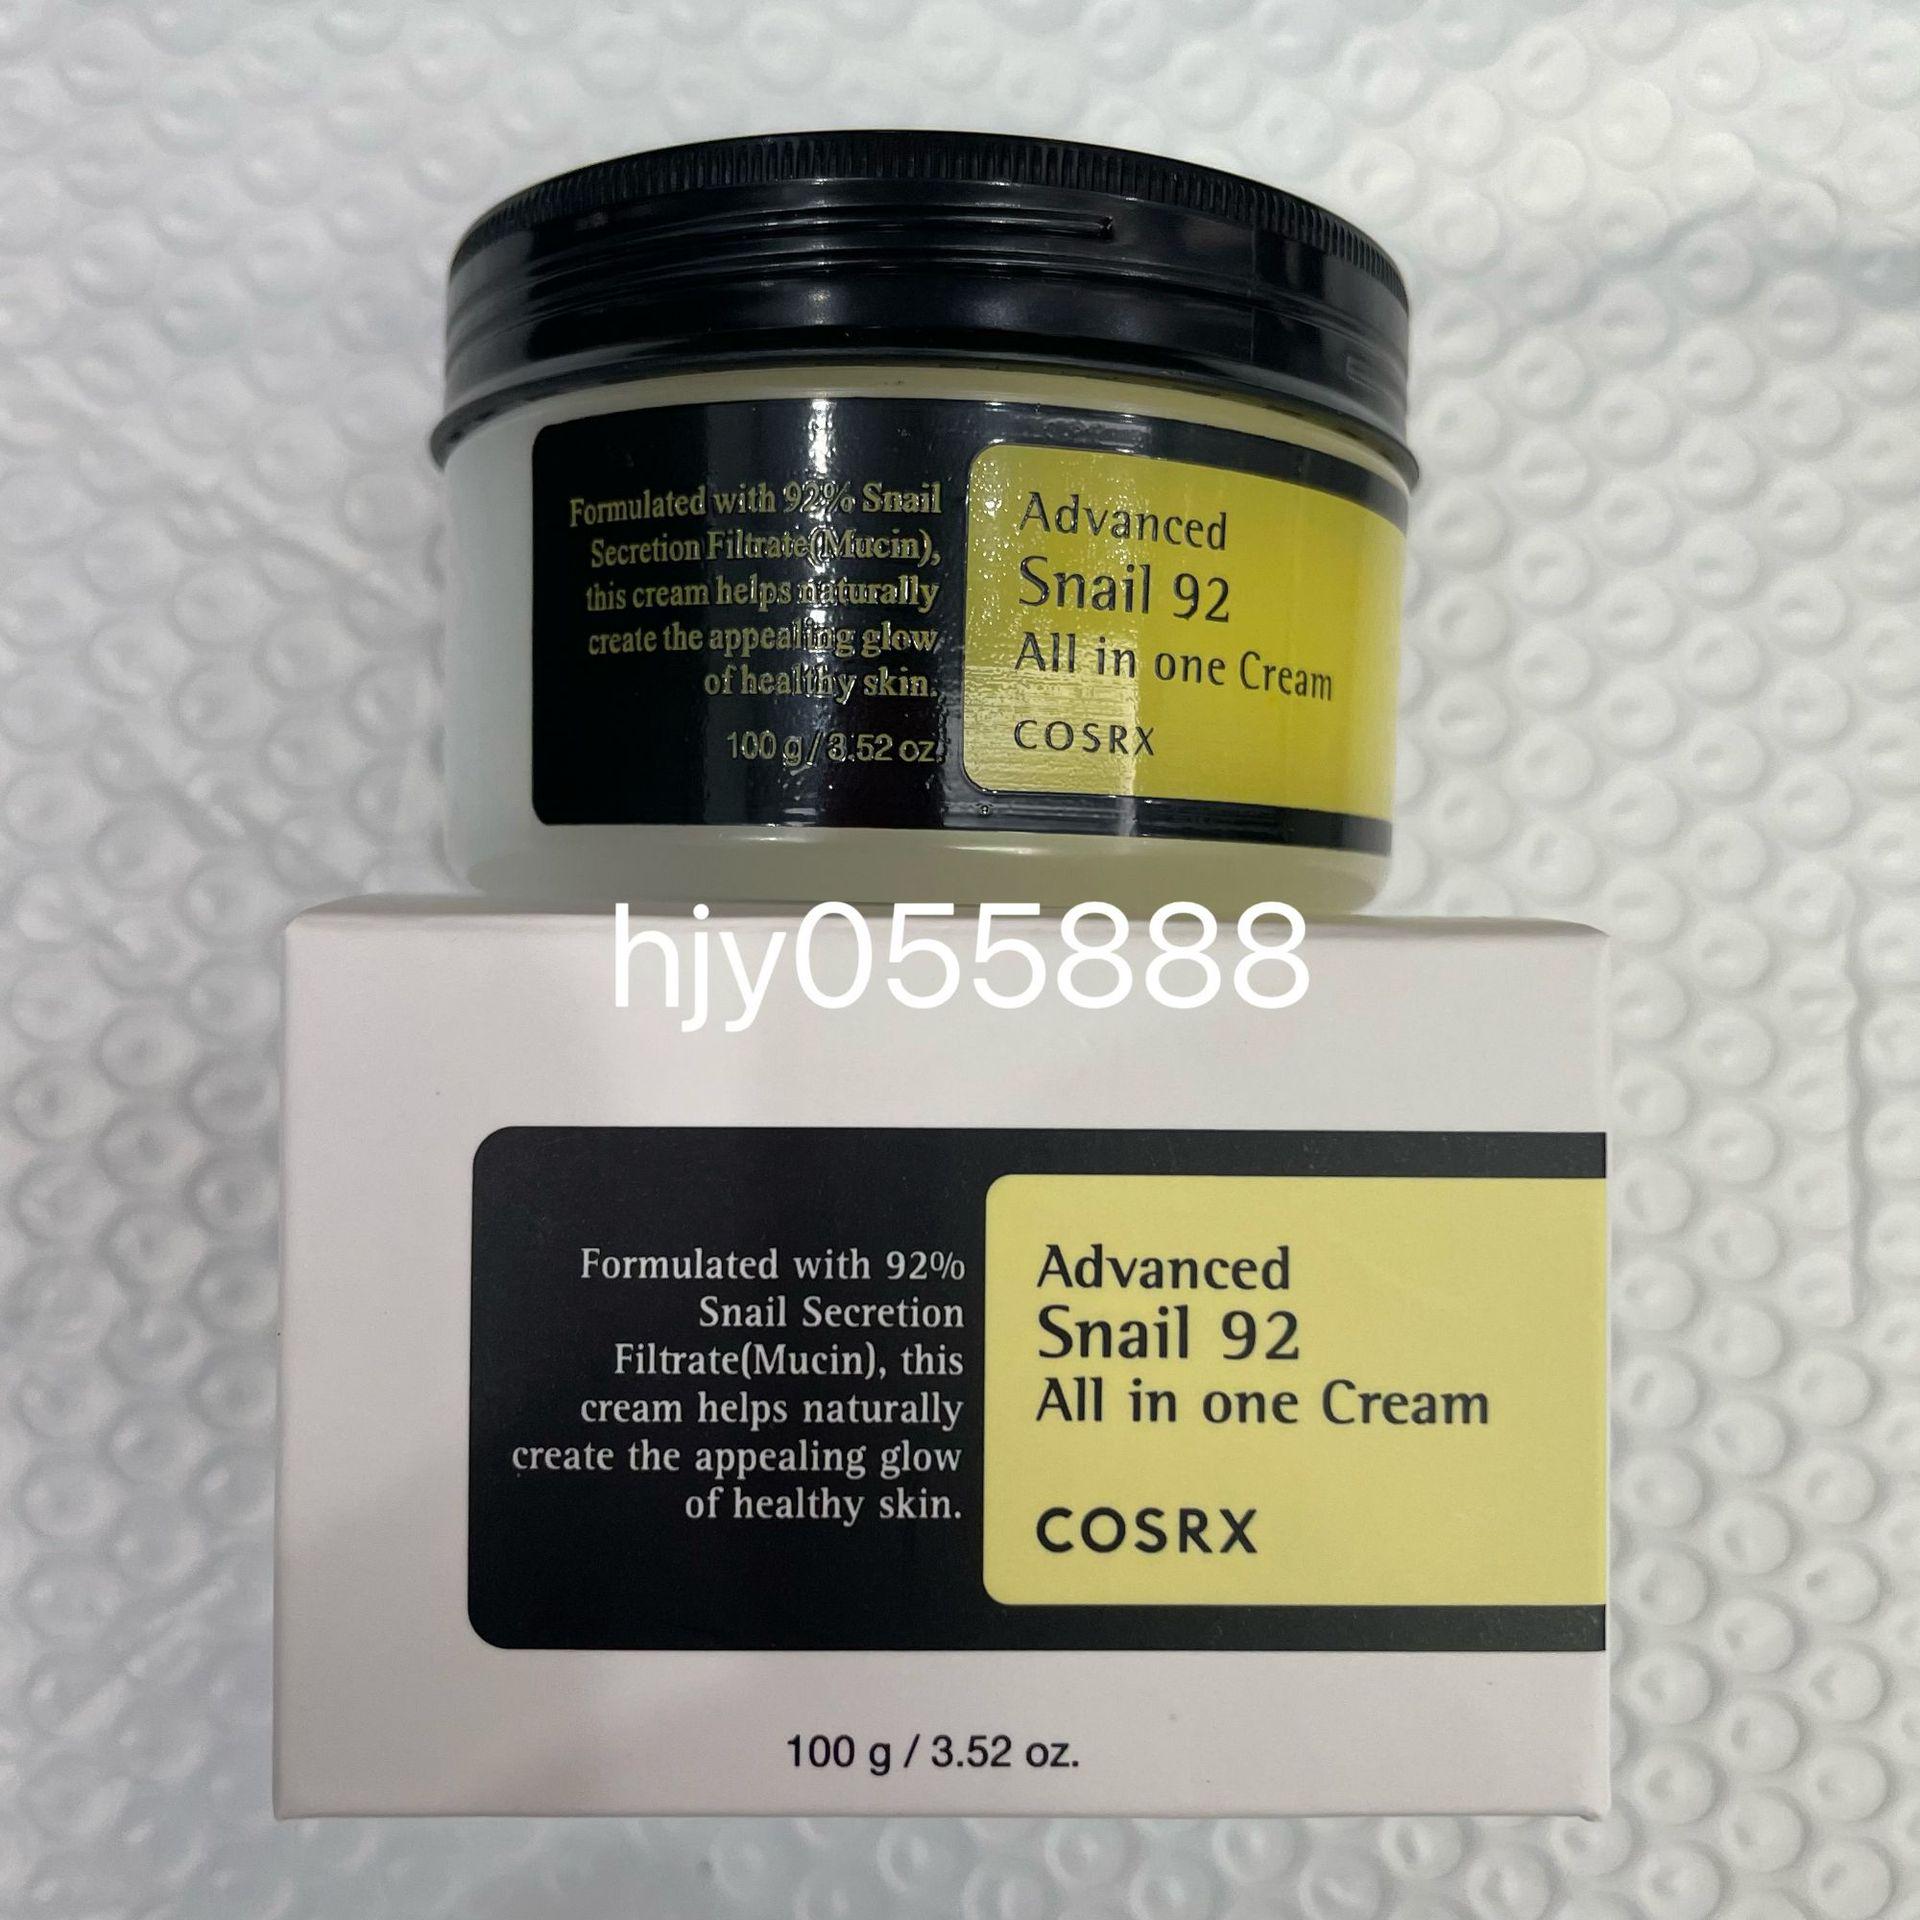 Formulated with 92% Snail
Secretion Filtrate(Mucin),
this cream helps naturally
create the appealing glow
of healthy skin.
100 g / 3.52 oz.
Advanced
Snail 92
All in one Cream
COSRX
hjy055888
Formulated with 92%
Snail Secretion
Filtrate(Mucin), this
cream helps naturally
create the appealing glow
of healthy skin.
Advanced
Snail 92
All in one Cream
COSRX
100 g / 3.52 oz.